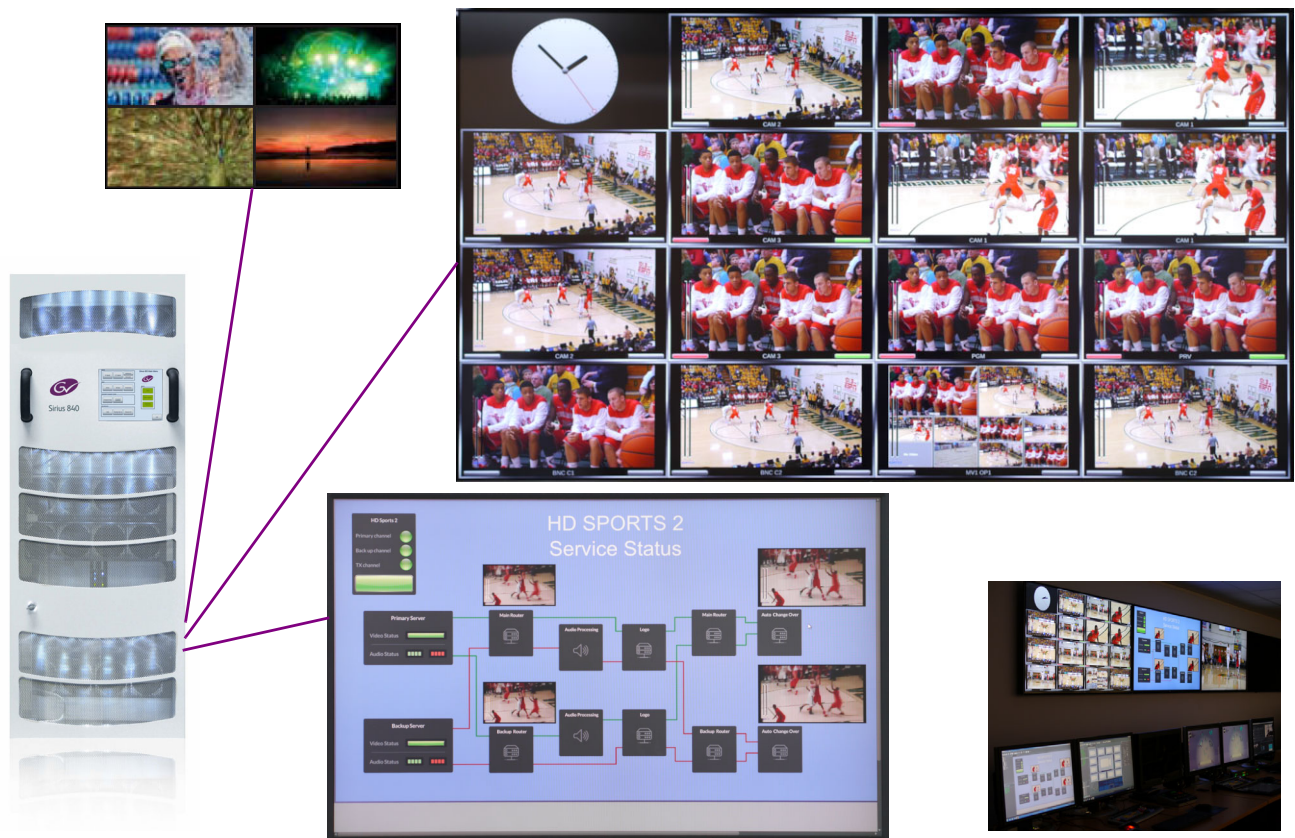 CAM 2
CAM 1
CAM 3
CAM 1
CAM 1
CAM 2
CAM 3
PGM
PRV
BNC C1
BNC C2
MV1 OP1
BNC C2
GV
Sirius 840
HD SPORTS 2
Service Status
HD Sports 2
Primary channel
Back up channel
TX channel
Primary Server
Video Status
Audio Status
Main Router
Audio Processing
Logo
Main Router
Auto Change Over
Backup Server
Video Status
Audio Status
Backup Router
Audio Processing
Logo
Backup Router
Auto Change Over